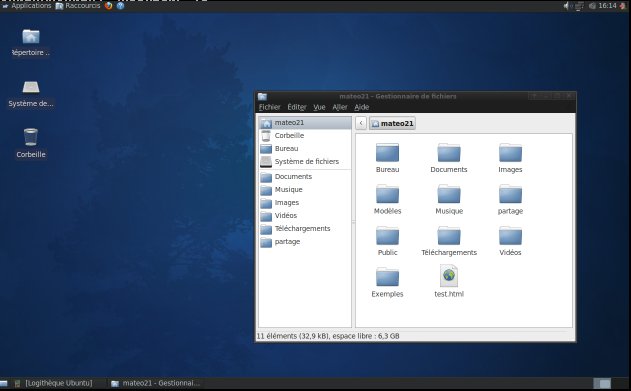 Applications Raccourcis 16:14
Répertoire ...
Système de...
Corbeille
mateo21 - Gestionnaire de fichiers
Fichier Éditer Vue Aller Aide
mateo21
Corbeille
Bureau
Système de fichiers
Documents
Musique
Images
Vidéos
Téléchargements
partage
mateo21
Bureau Documents Images
Modèles Musique partage
Public Téléchargements Vidéos
Exemples test.html
11 éléments (32,9 kB), espace libre : 6,3 GB
[Logithèque Ubuntu] mateo21 - Gestionnai...